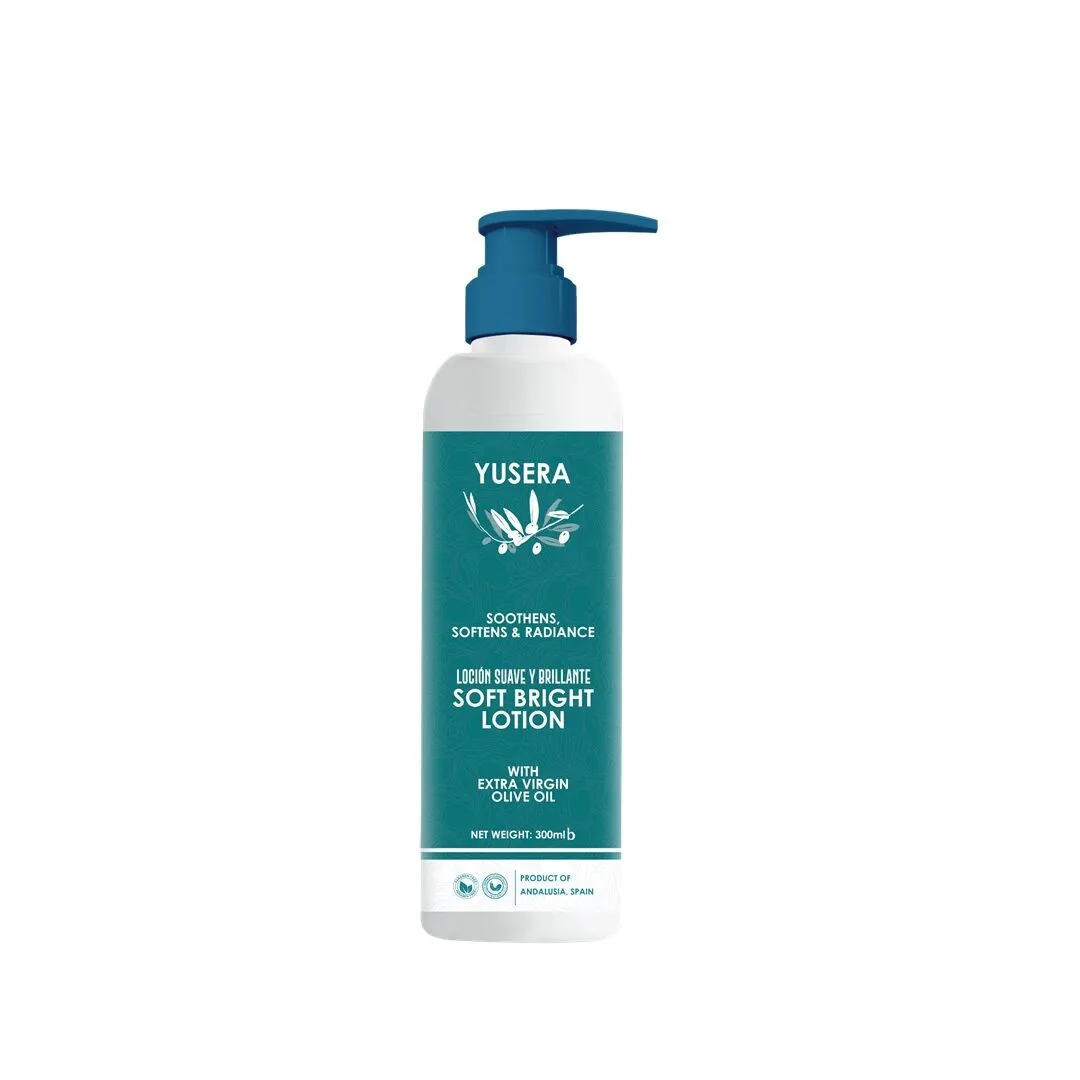 YUSERA
SOOTHENS,
SOFTENS & RADIANCE
LOCIÓN SUAVE Y BRILLANTE
SOFT BRIGHT
LOTION
WITH
EXTRA VIRGIN
OLIVE OIL
NET WEIGHT: 300ml b
PRODUCT OF
ANDALUSIA, SPAIN